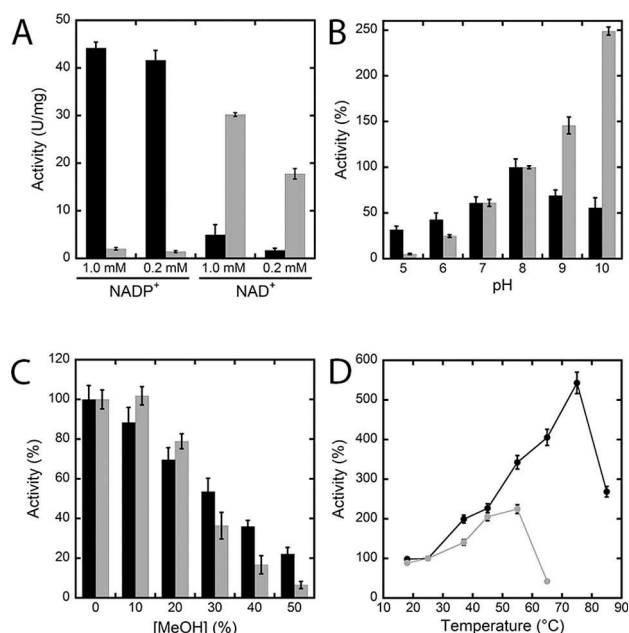 A
Activity (U/mg)
50
40
30
20
10
0
1.0 mM 0.2 mM 1.0 mM 0.2 mM
NADP+ NAD+
B
Activity (%)
250
200
150
100
50
0
5 6 7 8 9 10
pH
C
Activity (%)
120
100
80
60
40
20
0
0 10 20 30 40 50
[MeOH] (%)
D
Activity (%)
600
500
400
300
200
100
0
10 20 30 40 50 60 70 80 90
Temperature (°C)